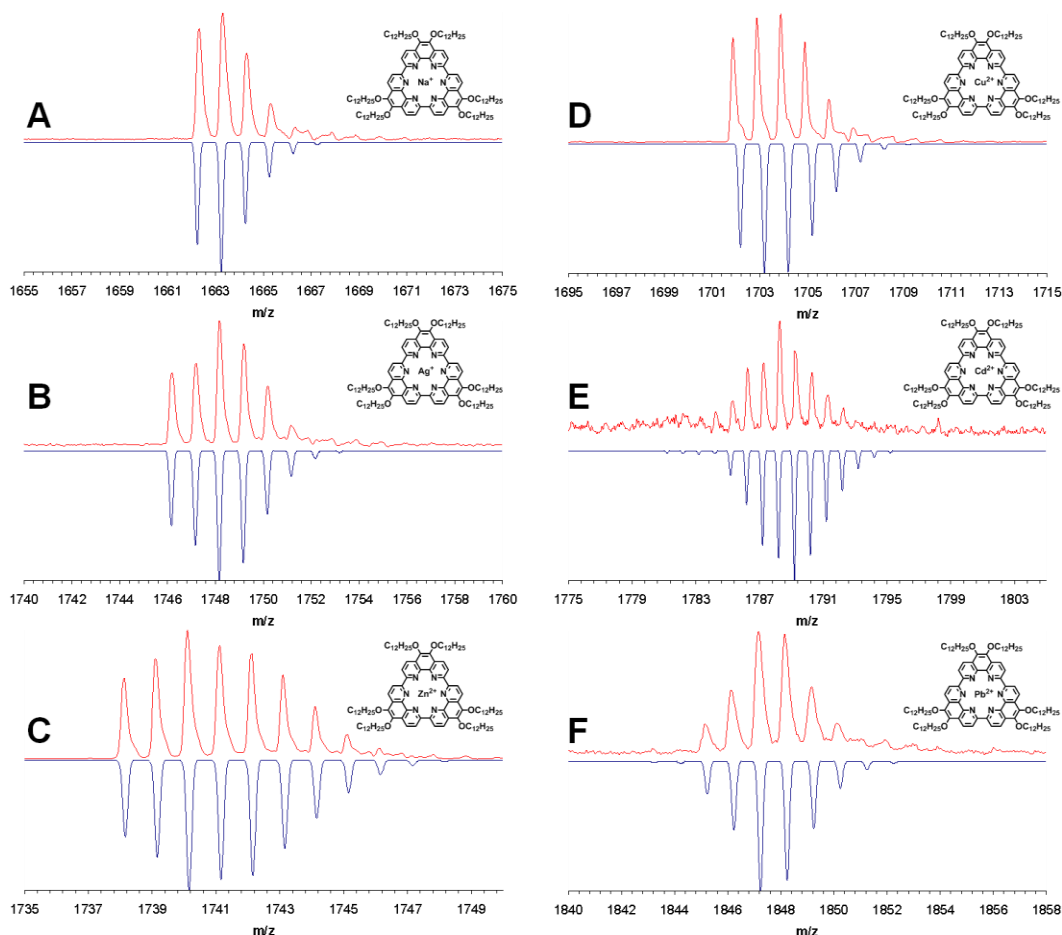 A
C12H25O OC12H25
N N
N Na+ N
N N
C12H25O OC12H25
C12H25O OC12H25
1655 1657 1659 1661 1663 1665 1667 1669 1671 1673 1675
m/z
D
C12H25O OC12H25
N N
N Cu2+ N
N N
C12H25O OC12H25
C12H25O OC12H25
1695 1697 1699 1701 1703 1705 1707 1709 1711 1713 1715
m/z
B
C12H25O OC12H25
N N
N Ag+ N
N N
C12H25O OC12H25
C12H25O OC12H25
1740 1742 1744 1746 1748 1750 1752 1754 1756 1758 1760
m/z
E
C12H25O OC12H25
N N
N Cd2+ N
N N
C12H25O OC12H25
C12H25O OC12H25
1775 1779 1783 1787 1791 1795 1799 1803
m/z
C
C12H25O OC12H25
N N
N Zn2+ N
N N
C12H25O OC12H25
C12H25O OC12H25
1735 1737 1739 1741 1743 1745 1747 1749
m/z
F
C12H25O OC12H25
N N
N Pb2+ N
N N
C12H25O OC12H25
C12H25O OC12H25
1840 1842 1844 1846 1848 1850 1852 1854 1856 1858
m/z